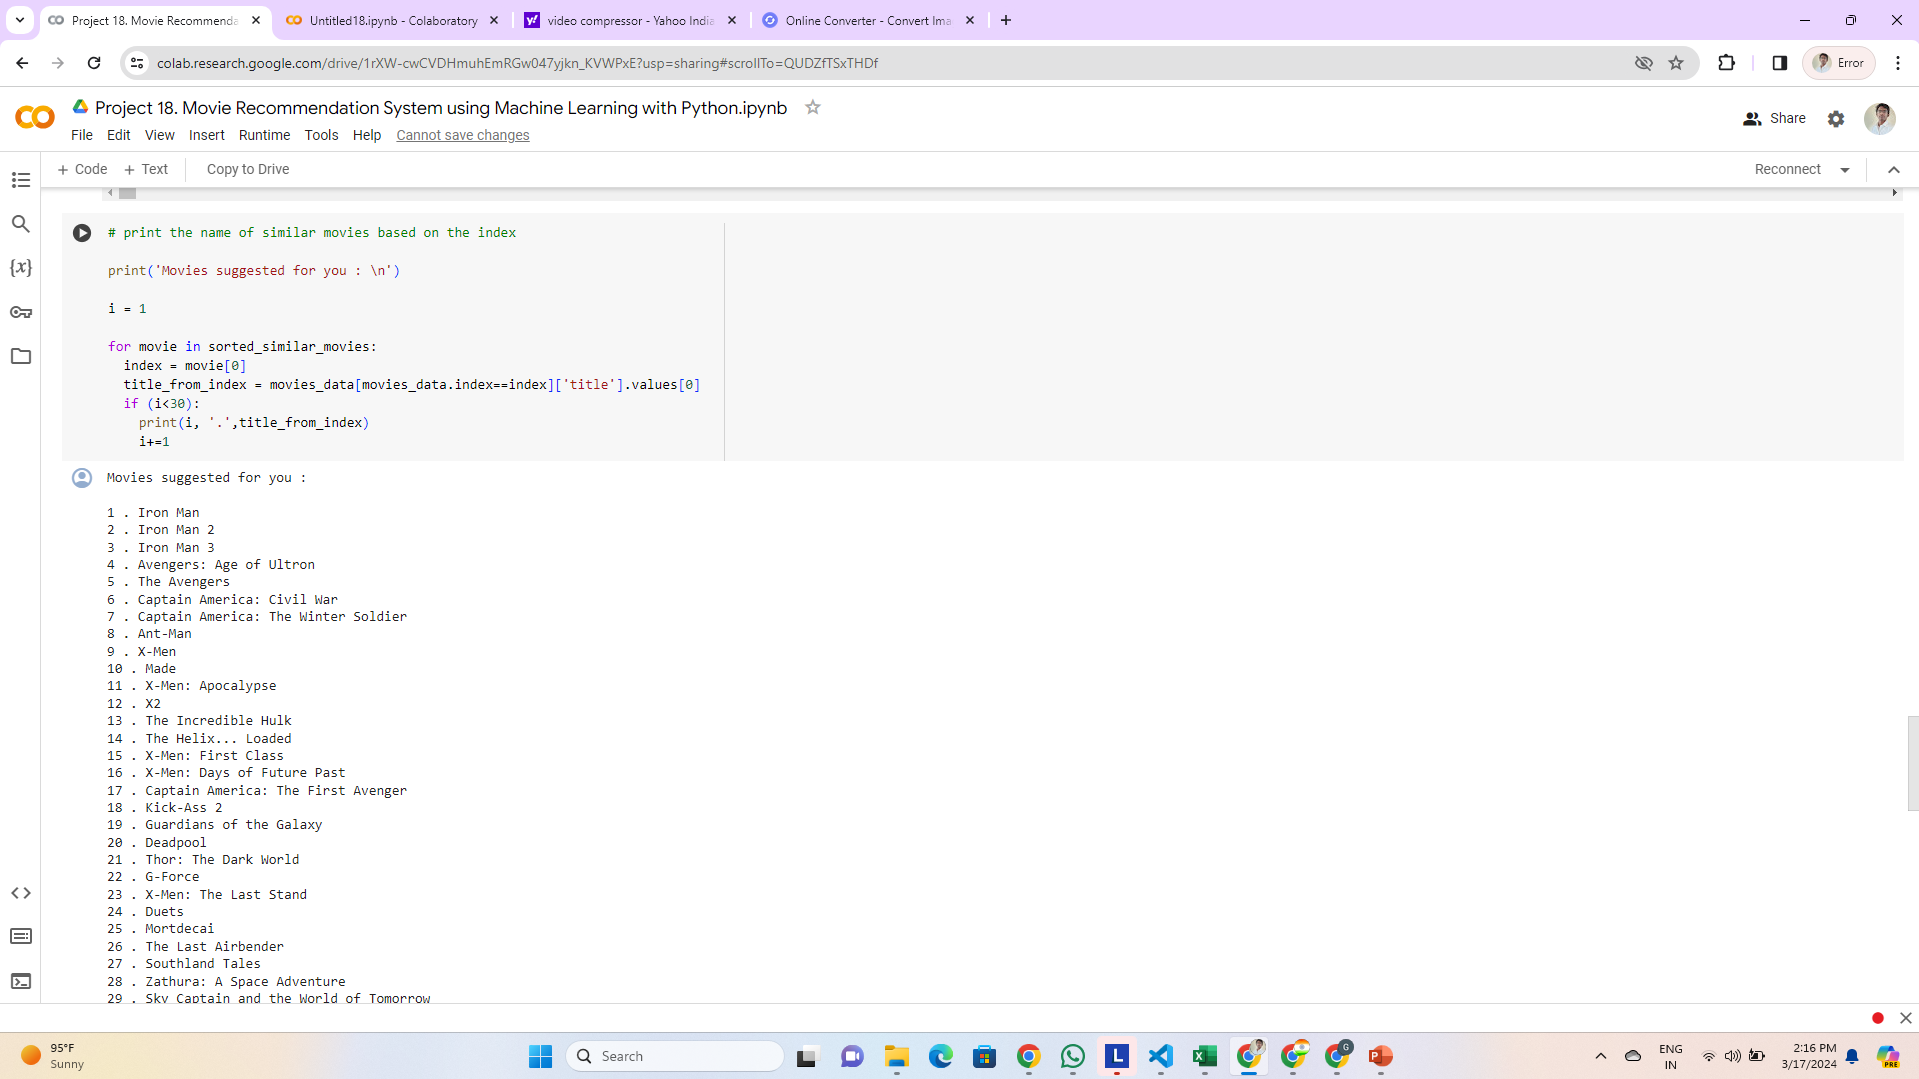 Project 18. Movie Recommenda
Untitled18.ipynb - Colaboratory
video compressor - Yahoo India
Online Converter - Convert Ima
colab.research.google.com/drive/1rXW-cwCVDHmuhEmRGw047yjkn_KVWPxE?usp=sharing#scrollTo=QUDZfTSxTHDf
Error
Project 18. Movie Recommendation System using Machine Learning with Python.ipynb
Share
File Edit View Insert Runtime Tools Help Cannot save changes
+ Code + Text Copy to Drive
Reconnect
{x}
# print the name of similar movies based on the index
print('Movies suggested for you : \n')
i = 1
for movie in sorted_similar_movies:
index = movie[0]
title_from_index = movies_data[movies_data.index==index]['title'].values[0]
if (i<30):
print(i, '.',title_from_index)
i+=1
Movies suggested for you :
1 . Iron Man
2 . Iron Man 2
3 . Iron Man 3
4 . Avengers: Age of Ultron
5 . The Avengers
6 . Captain America: Civil War
7 . Captain America: The Winter Soldier
8 . Ant-Man
9 . X-Men
10 . Made
11 . X-Men: Apocalypse
12 . X2
13 . The Incredible Hulk
14 . The Helix... Loaded
15 . X-Men: First Class
16 . X-Men: Days of Future Past
17 . Captain America: The First Avenger
18 . Kick-Ass 2
19 . Guardians of the Galaxy
20 . Deadpool
21 . Thor: The Dark World
22 . G-Force
23 . X-Men: The Last Stand
24 . Duets
25 . Mortdecai
26 . The Last Airbender
27 . Southland Tales
28 . Zathura: A Space Adventure
29 . Sky Captain and the World of Tomorrow
95°F
Sunny
Search
L
G
ENG
IN
2:16 PM
3/17/2024
PRE